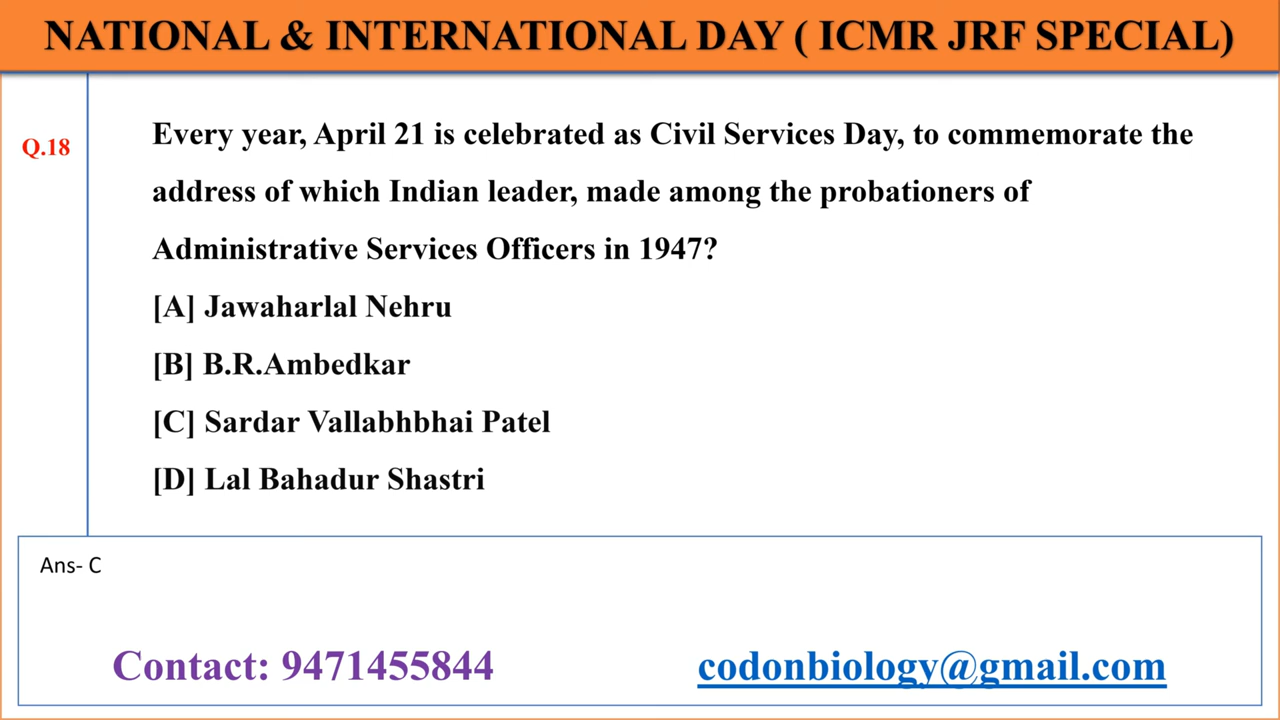 NATIONAL & INTERNATIONAL DAY ( ICMR JRF SPECIAL)
Q.18
Every year, April 21 is celebrated as Civil Services Day, to commemorate the
address of which Indian leader, made among the probationers of
Administrative Services Officers in 1947?
[A] Jawaharlal Nehru
[B] B.R.Ambedkar
[C] Sardar Vallabhbhai Patel
[D] Lal Bahadur Shastri
Ans- C
Contact: 9471455844
codonbiology@gmail.com